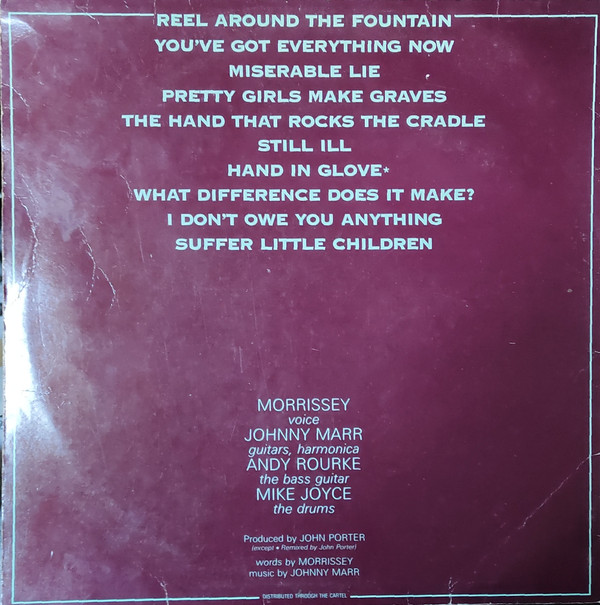 REEL AROUND THE FOUNTAIN
YOU'VE GOT EVERYTHING NOW
MISERABLE LIE
PRETTY GIRLS MAKE GRAVES
THE HAND THAT ROCKS THE CRADLE
STILL ILL
HAND IN GLOVE*
WHAT DIFFERENCE DOES IT MAKE?
I DON'T OWE YOU ANYTHING
SUFFER LITTLE CHILDREN
MORRISSEY
voice
JOHNNY MARR
guitars, harmonica
ANDY ROURKE
the bass guitar
MIKE JOYCE
the drums
Produced by JOHN PORTER
(except * Remixed by John Porter)
words by MORRISSEY
music by JOHNNY MARR
DISTRIBUTED THROUGH THE CARTEL